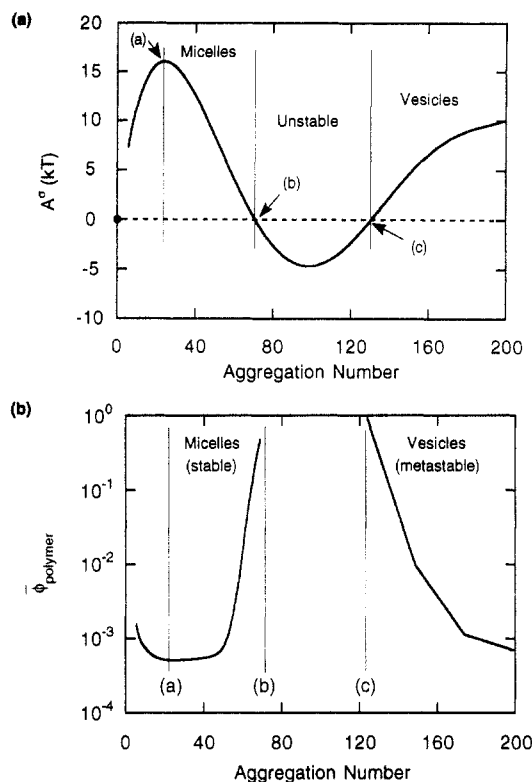 (a)
20
15
10
5
0
-5
-10
A^σ (kT)
(a)
Micelles
Unstable
Vesicles
(b)
(c)
0 40 80 120 160 200
Aggregation Number
(b)
10^0
10^-1
10^-2
10^-3
10^-4
ϕ̄_polymer
Micelles
(stable)
Vesicles
(metastable)
(a) (b) (c)
0 40 80 120 160 200
Aggregation Number